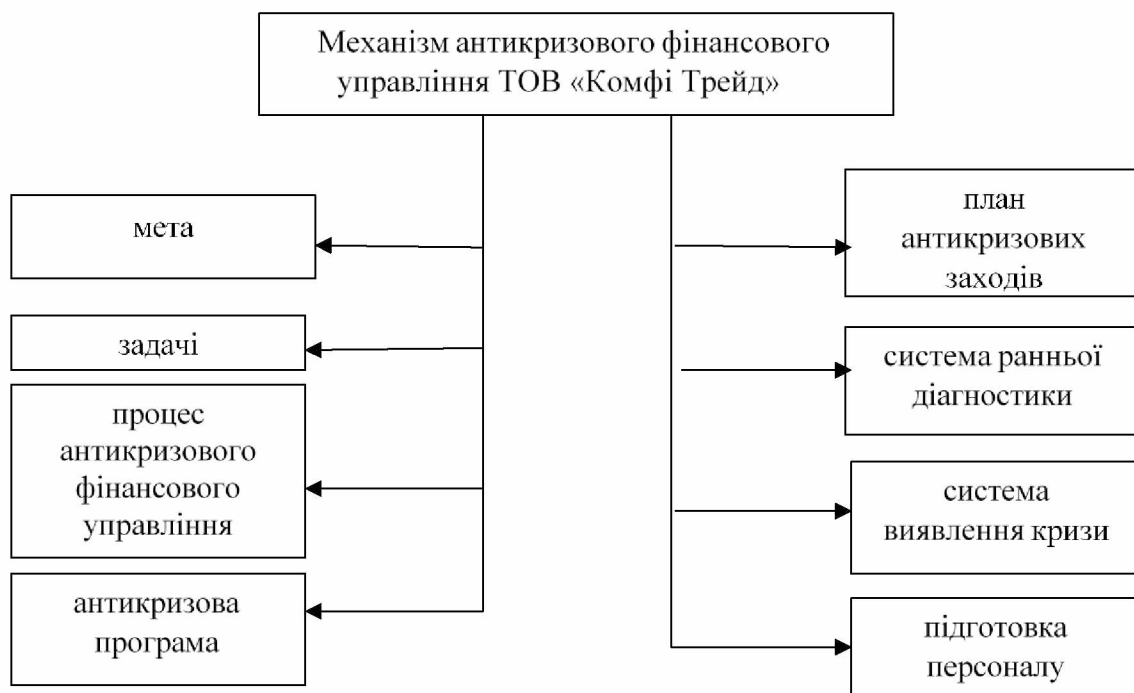 Механізм антикризового фінансового
управління ТОВ «Комфі Трейд»
мета
задачі
процес
антикризового
фінансового
управління
антикризова
програма
план
антикризових
заходів
система ранньої
діагностики
система
виявлення кризи
підготовка
персоналу